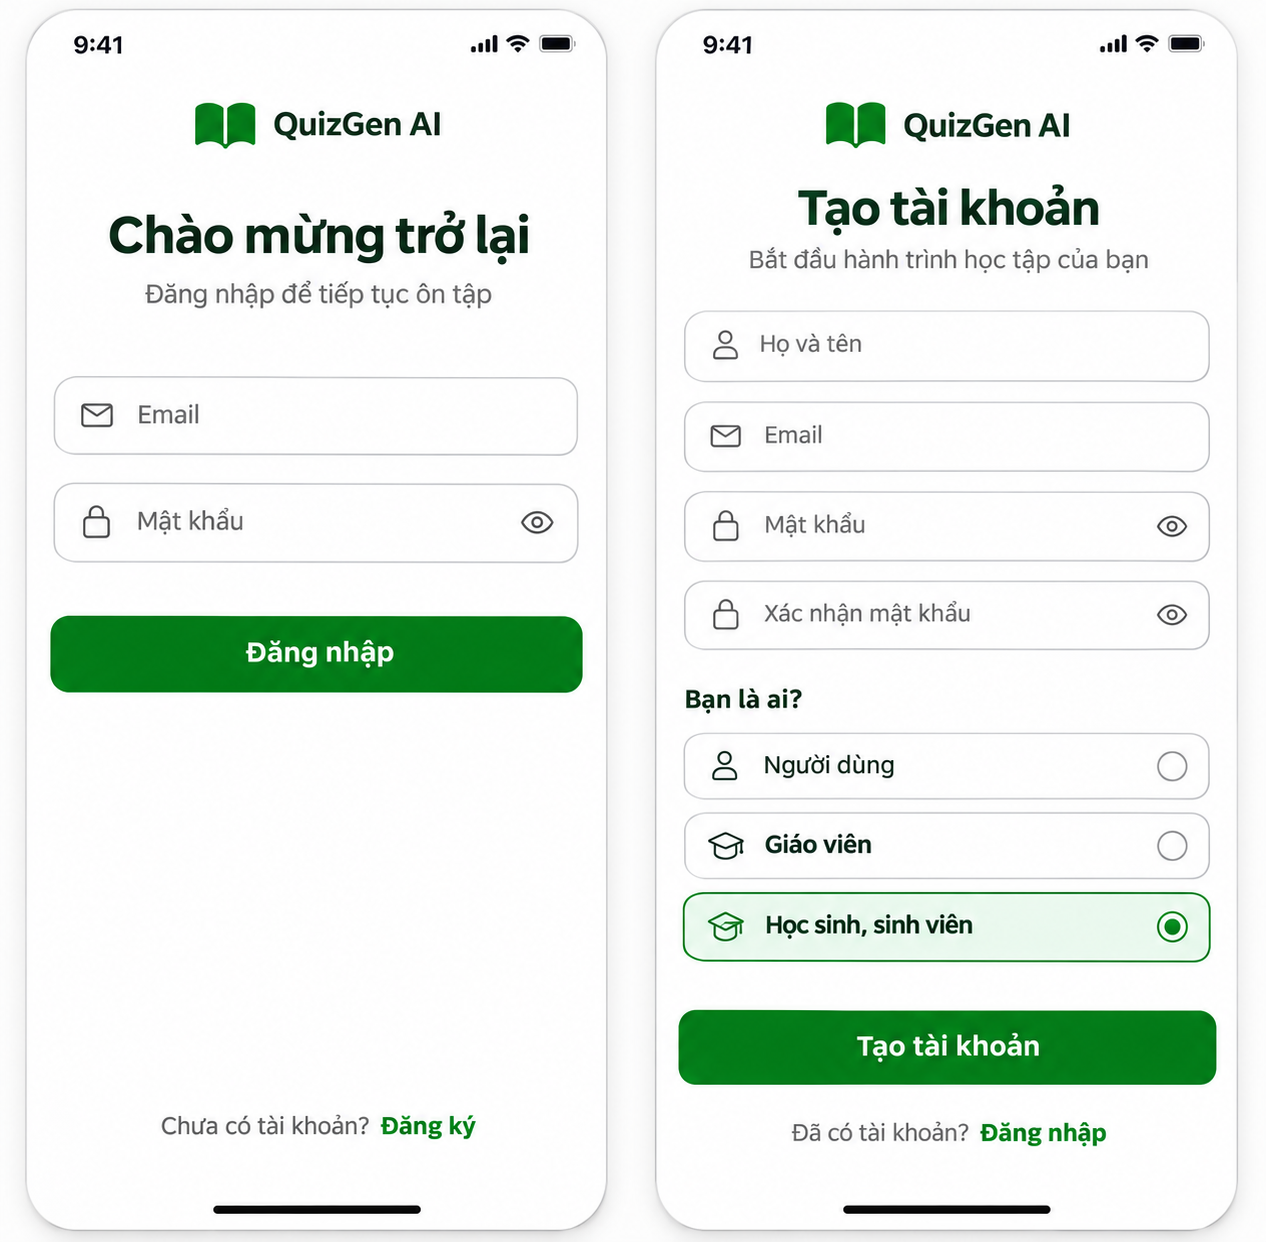 9:41
QuizGen AI
Chào mừng trở lại
Đăng nhập để tiếp tục ôn tập
Email
Mật khẩu
Đăng nhập
Chưa có tài khoản? Đăng ký
9:41
QuizGen AI
Tạo tài khoản
Bắt đầu hành trình học tập của bạn
Họ và tên
Email
Mật khẩu
Xác nhận mật khẩu
Bạn là ai?
Người dùng
Giáo viên
Học sinh, sinh viên
Tạo tài khoản
Đã có tài khoản? Đăng nhập